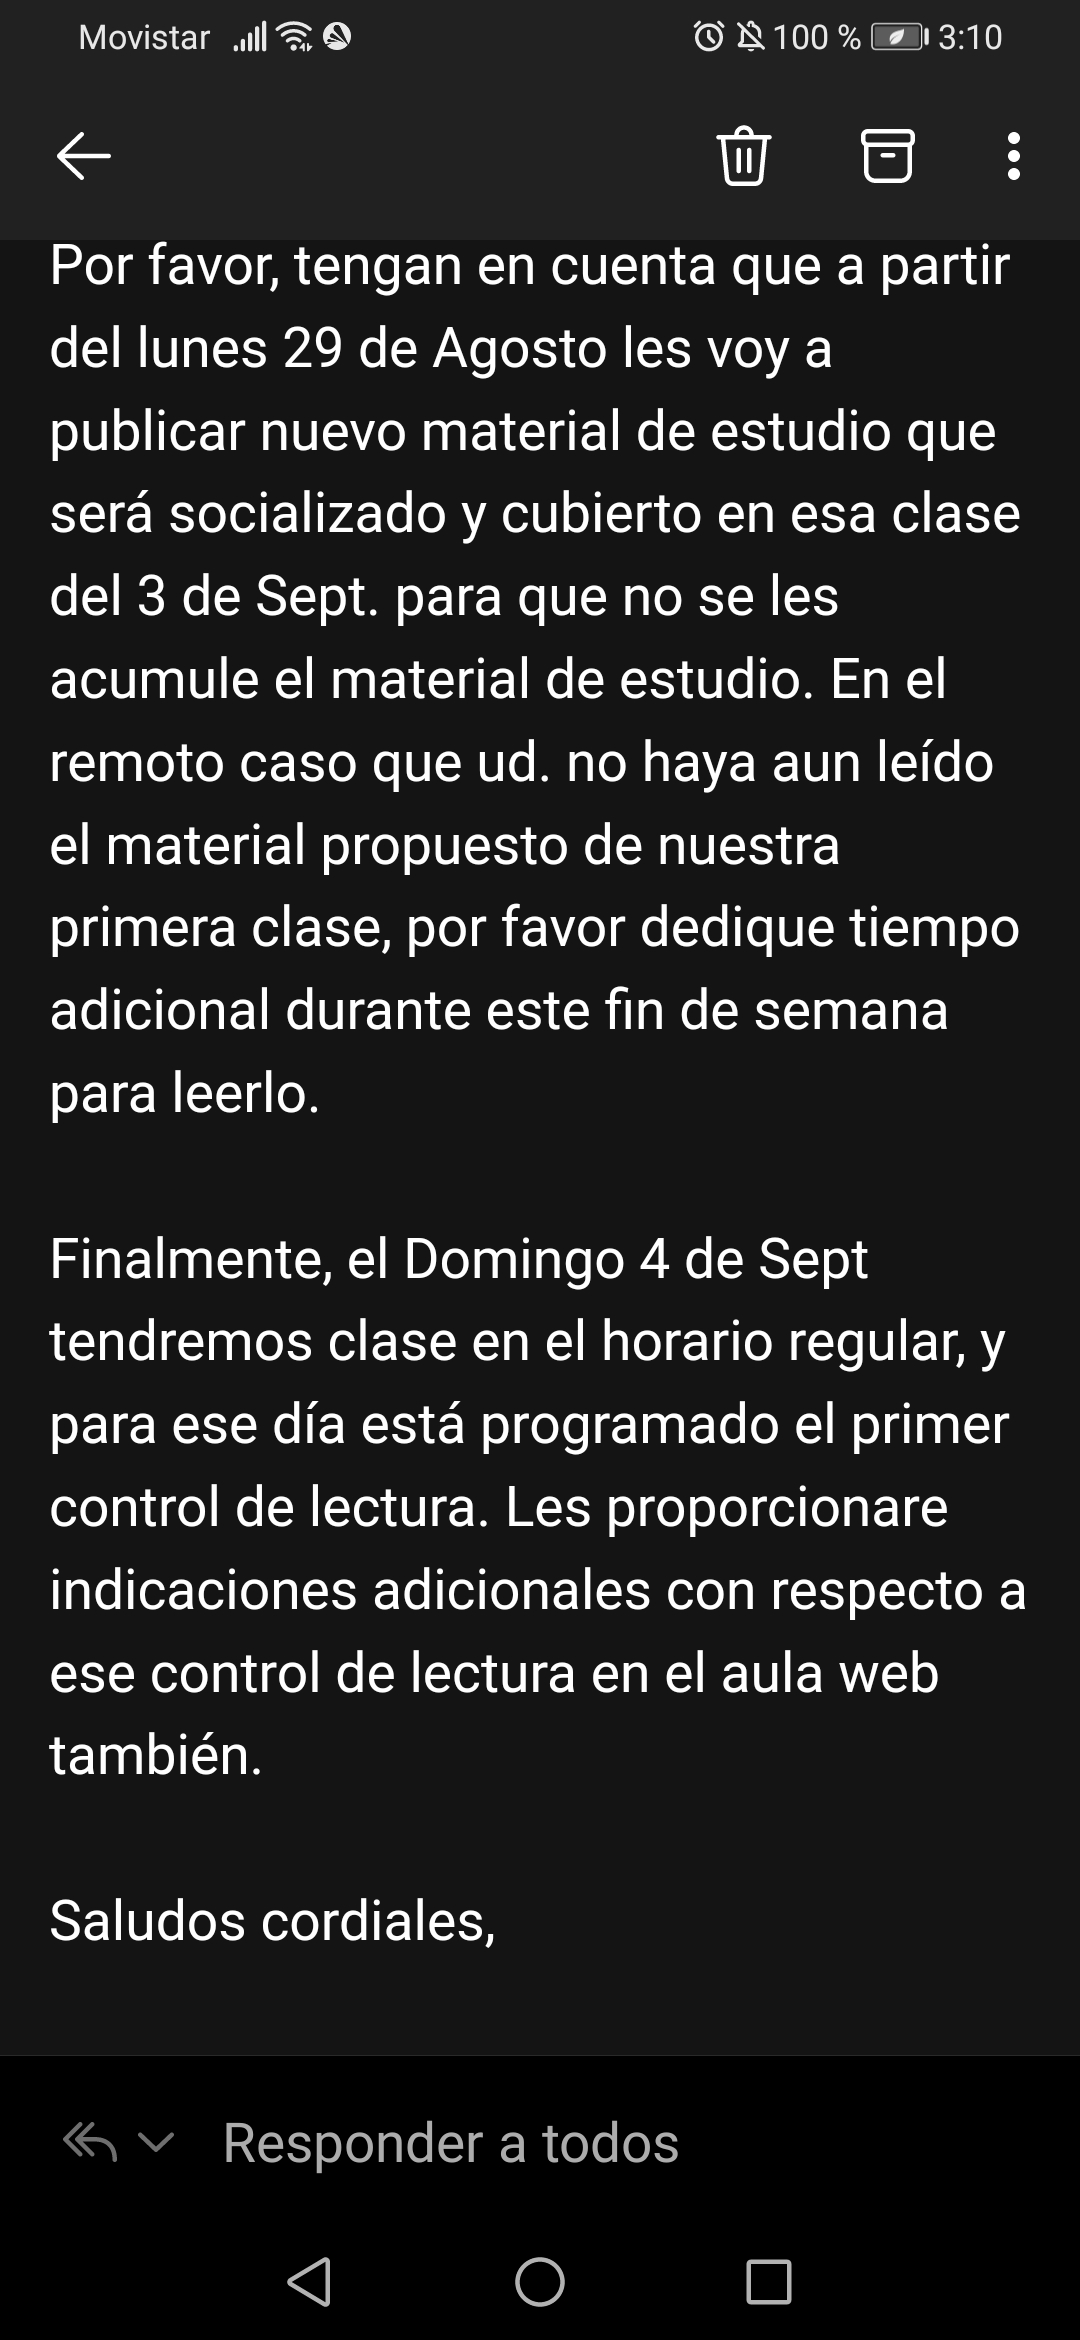 Movistar 100 % 3:10
Por favor, tengan en cuenta que a partir
del lunes 29 de Agosto les voy a
publicar nuevo material de estudio que
será socializado y cubierto en esa clase
del 3 de Sept. para que no se les
acumule el material de estudio. En el
remoto caso que ud. no haya aun leído
el material propuesto de nuestra
primera clase, por favor dedique tiempo
adicional durante este fin de semana
para leerlo.
Finalmente, el Domingo 4 de Sept
tendremos clase en el horario regular, y
para ese día está programado el primer
control de lectura. Les proporcionare
indicaciones adicionales con respecto a
ese control de lectura en el aula web
también.
Saludos cordiales,
Responder a todos